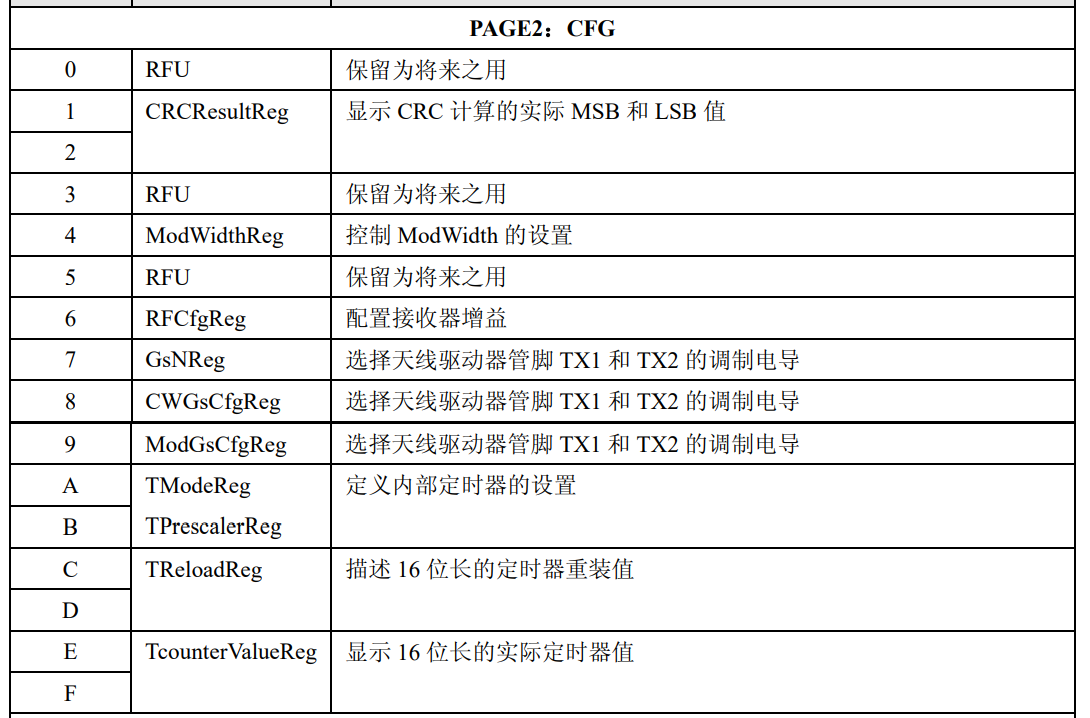 PAGE2：CFG
0 RFU 保留为将来之用
1 CRCResultReg 显示 CRC 计算的实际 MSB 和 LSB 值
2
3 RFU 保留为将来之用
4 ModWidthReg 控制 ModWidth 的设置
5 RFU 保留为将来之用
6 RFCfgReg 配置接收器增益
7 GsNReg 选择天线驱动器管脚 TX1 和 TX2 的调制电导
8 CWGsCfgReg 选择天线驱动器管脚 TX1 和 TX2 的调制电导
9 ModGsCfgReg 选择天线驱动器管脚 TX1 和 TX2 的调制电导
A TModeReg 定义内部定时器的设置
B TPrescalerReg
C TReloadReg 描述 16 位长的定时器重装值
D
E TcounterValueReg 显示 16 位长的实际定时器值
F